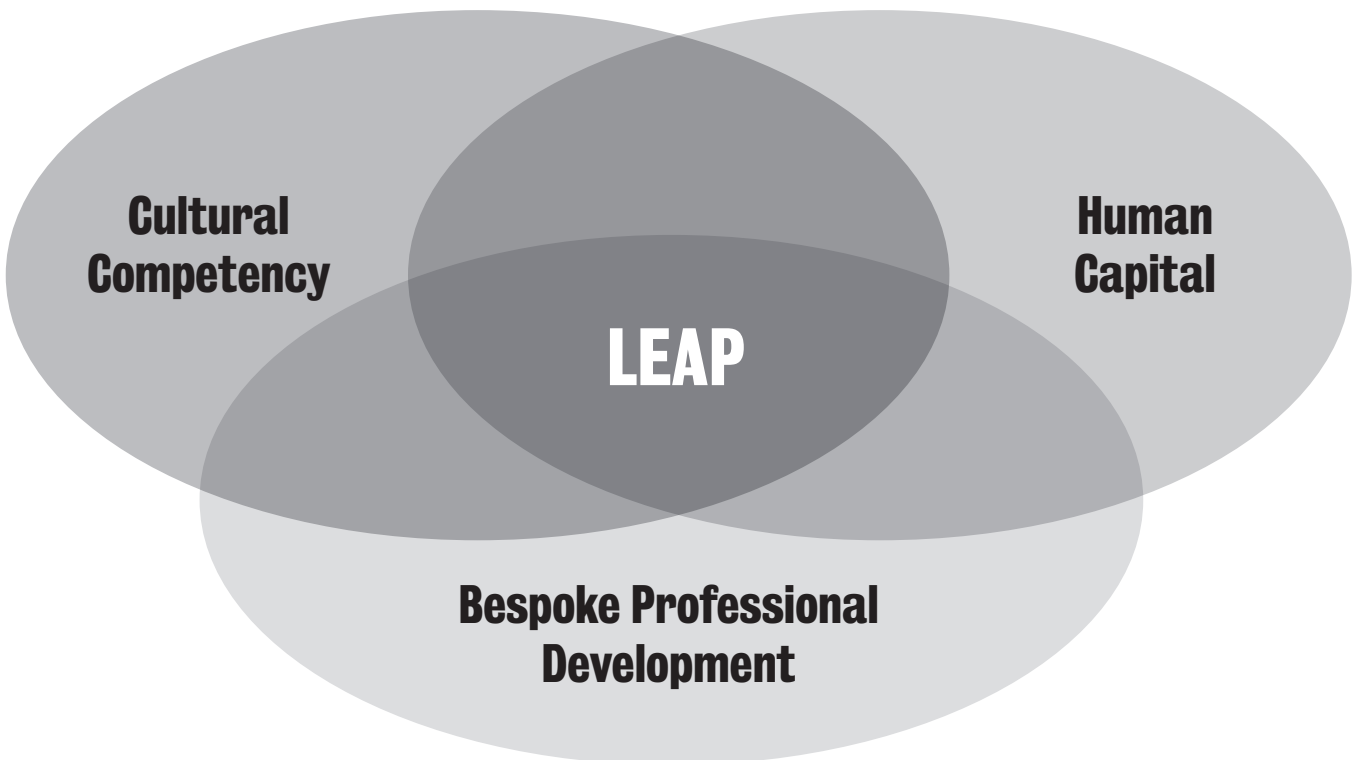 Cultural
Competency
Human
Capital
LEAP
Bespoke Professional
Development